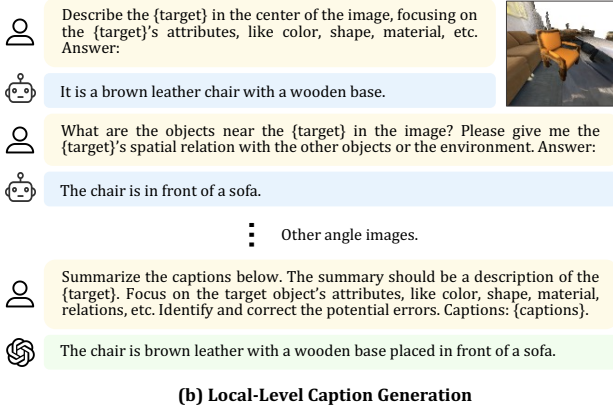 Describe the {target} in the center of the image, focusing on
the {target}'s attributes, like color, shape, material, etc.
Answer:
It is a brown leather chair with a wooden base.
What are the objects near the {target} in the image? Please give me the
{target}'s spatial relation with the other objects or the environment. Answer:
The chair is in front of a sofa.
Other angle images.
Summarize the captions below. The summary should be a description of the
{target}. Focus on the target object's attributes, like color, shape, material,
relations, etc. Identify and correct the potential errors. Captions: {captions}.
The chair is brown leather with a wooden base placed in front of a sofa.
(b) Local-Level Caption Generation